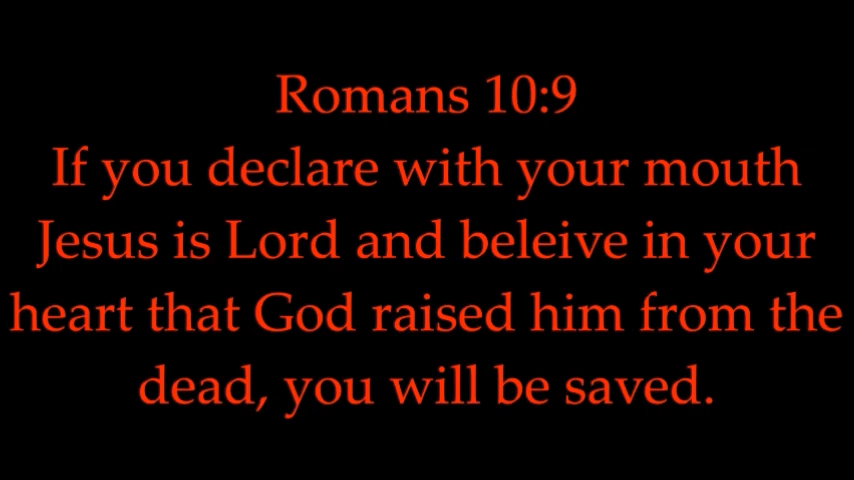 Romans 10:9
If you declare with your mouth
Jesus is Lord and beleive in your
heart that God raised him from the
dead, you will be saved.